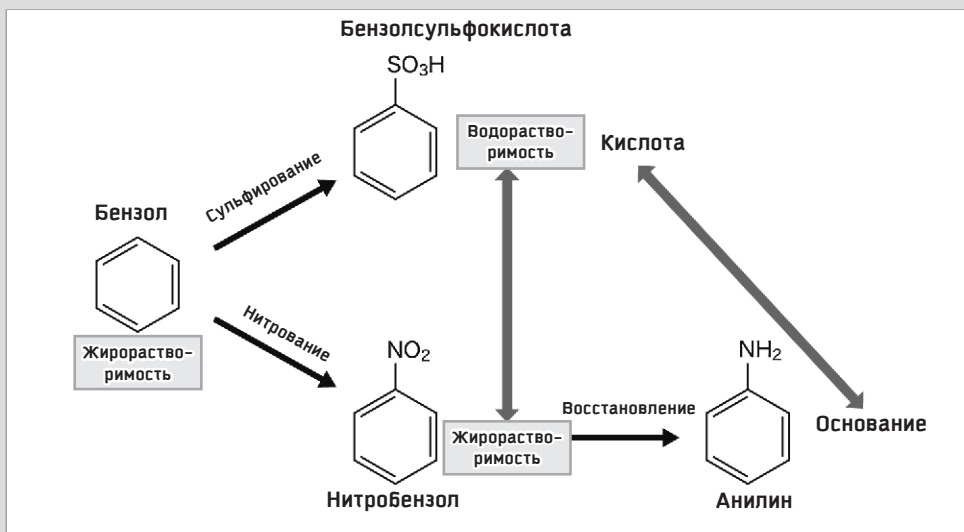 Бензолсульфокислота
SO₃H
Водораство-
римость
Кислота
Сульфирование
Бензол
Жирораство-
римость
Нитрование
NO₂
Жирораство-
римость
Нитробензол
Восстановление
NH₂
Основание
Анилин